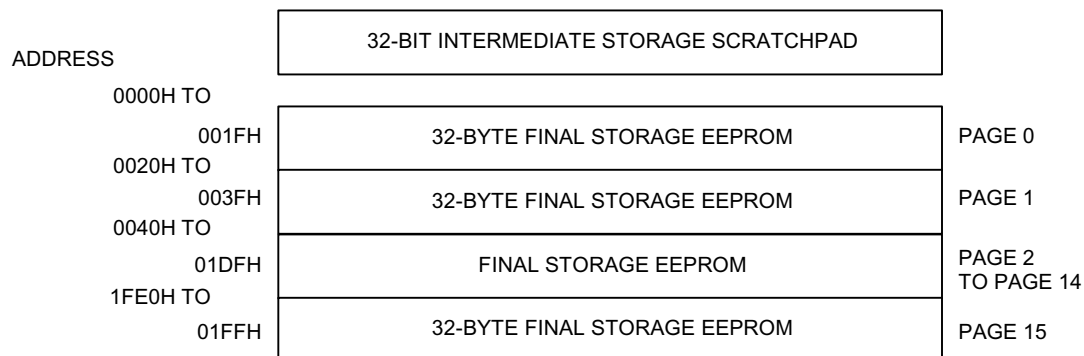 32-BIT INTERMEDIATE STORAGE SCRATCHPAD
ADDRESS
0000H TO
001FH 32-BYTE FINAL STORAGE EEPROM PAGE 0
0020H TO
003FH 32-BYTE FINAL STORAGE EEPROM PAGE 1
0040H TO
01DFH FINAL STORAGE EEPROM PAGE 2
TO PAGE 14
1FE0H TO
01FFH 32-BYTE FINAL STORAGE EEPROM PAGE 15